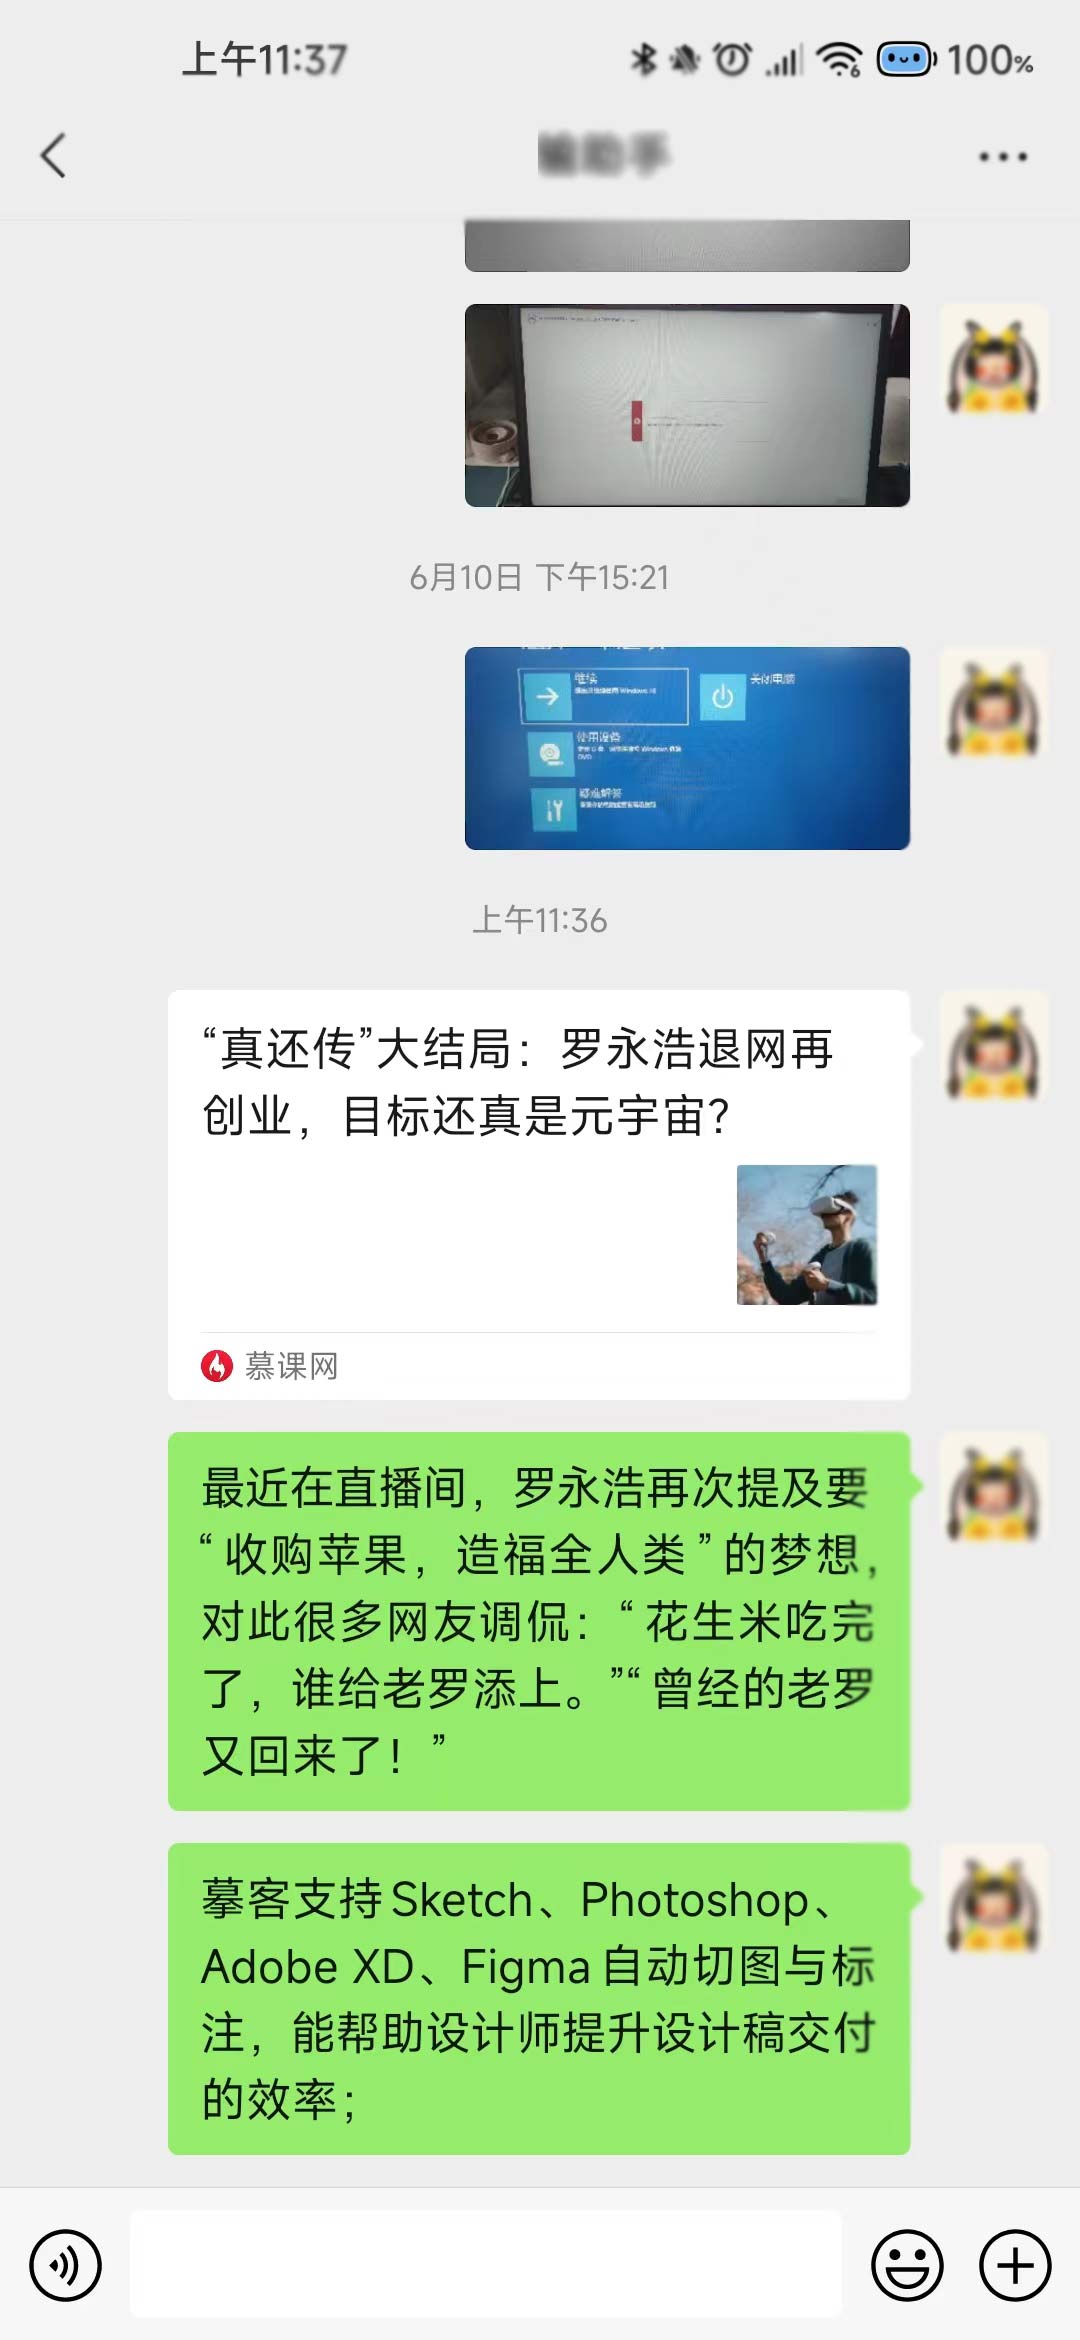 上午11:37
100%
6月10日 下午15:21
继续
关闭电脑
使用设备
疑难解答
上午11:36
“真还传”大结局：罗永浩退网再
创业，目标还真是元宇宙？
慕课网
最近在直播间，罗永浩再次提及要
“收购苹果，造福全人类”的梦想，
对此很多网友调侃：“花生米吃完
了，谁给老罗添上。”“曾经的老罗
又回来了！”
摹客支持Sketch、Photoshop、
Adobe XD、Figma自动切图与标
注，能帮助设计师提升设计稿交付
的效率；